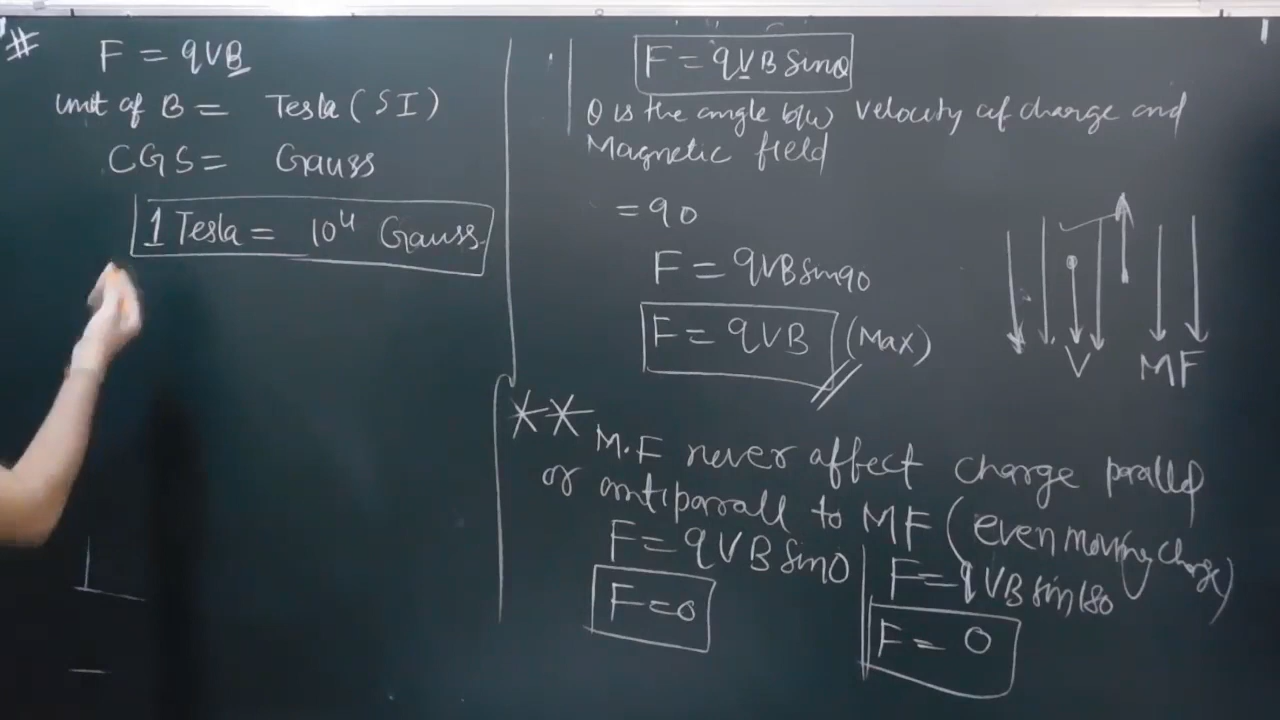 # F = qVB
unit of B = Tesla (SI)
CGS = Gauss
1 Tesla = 10⁴ Gauss
F = qVB sinθ
θ is the angle b/w velocity of charge and
Magnetic field
= 90
F = qVB sin90
F = qVB (Max)
V MF
** M.F never affect charge parallel
or antiparall to MF (even moving charge)
F = qVB sin0
F = 0
F = qVB sin180
F = 0